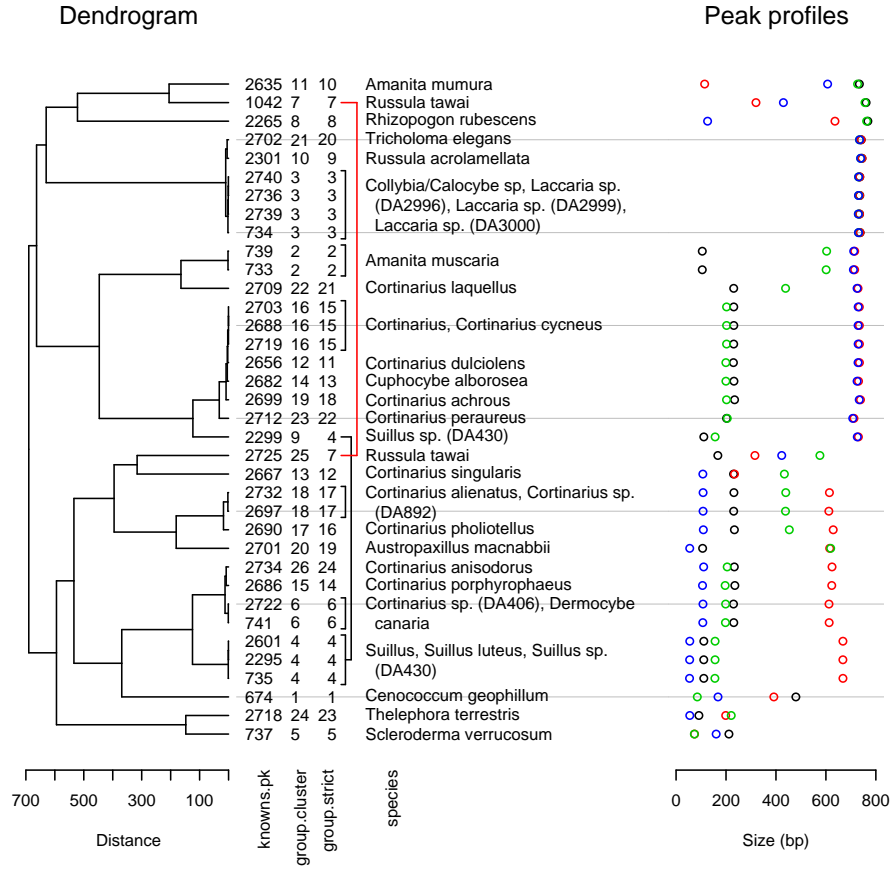 Dendrogram Peak profiles
2635 11 10 Amanita mumura
1042 7 7 Russula tawai
2265 8 8 Rhizopogon rubescens
2702 21 20 Tricholoma elegans
2301 10 9 Russula acrolamellata
2740 3 3 Collybia/Calocybe sp, Laccaria sp.
2736 3 3 (DA2996), Laccaria sp. (DA2999),
2739 3 3 Laccaria sp. (DA3000)
734 3 3
739 2 2 Amanita muscaria
733 2 2
2709 22 21 Cortinarius laquellus
2703 16 15
2688 16 15 Cortinarius, Cortinarius cycneus
2719 16 15
2656 12 11 Cortinarius dulciolens
2682 14 13 Cuphocybe alborosea
2699 19 18 Cortinarius achrous
2712 23 22 Cortinarius peraureus
2299 9 4 Suillus sp. (DA430)
2725 25 7 Russula tawai
2667 13 12 Cortinarius singularis
2732 18 17 Cortinarius alienatus, Cortinarius sp.
2697 18 17 (DA892)
2690 17 16 Cortinarius pholiotellus
2701 20 19 Austropaxillus macnabbii
2734 26 24 Cortinarius anisodorus
2686 15 14 Cortinarius porphyrophaeus
2722 6 6 Cortinarius sp. (DA406), Dermocybe
741 6 6 canaria
2601 4 4 Suillus, Suillus luteus, Suillus sp.
2295 4 4 (DA430)
735 4 4
674 1 1 Cenococcum geophillum
2718 24 23 Thelephora terrestris
737 5 5 Scleroderma verrucosum
700 500 300 100
Distance
knowns.pk
group.cluster
group.strict
species
0 200 400 600 800
Size (bp)